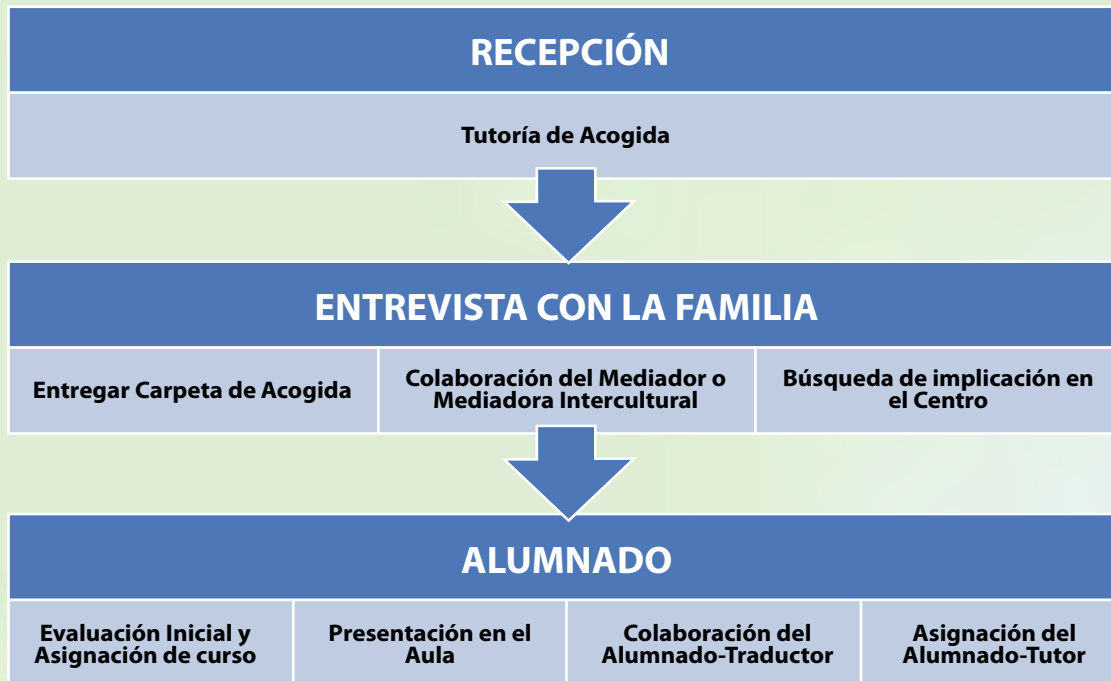 RECEPCIÓN
Tutoría de Acogida
ENTREVISTA CON LA FAMILIA
Entregar Carpeta de Acogida
Colaboración del Mediador o
Mediadora Intercultural
Búsqueda de implicación en
el Centro
ALUMNADO
Evaluación Inicial y
Asignación de curso
Presentación en el
Aula
Colaboración del
Alumnado-Traductor
Asignación del
Alumnado-Tutor